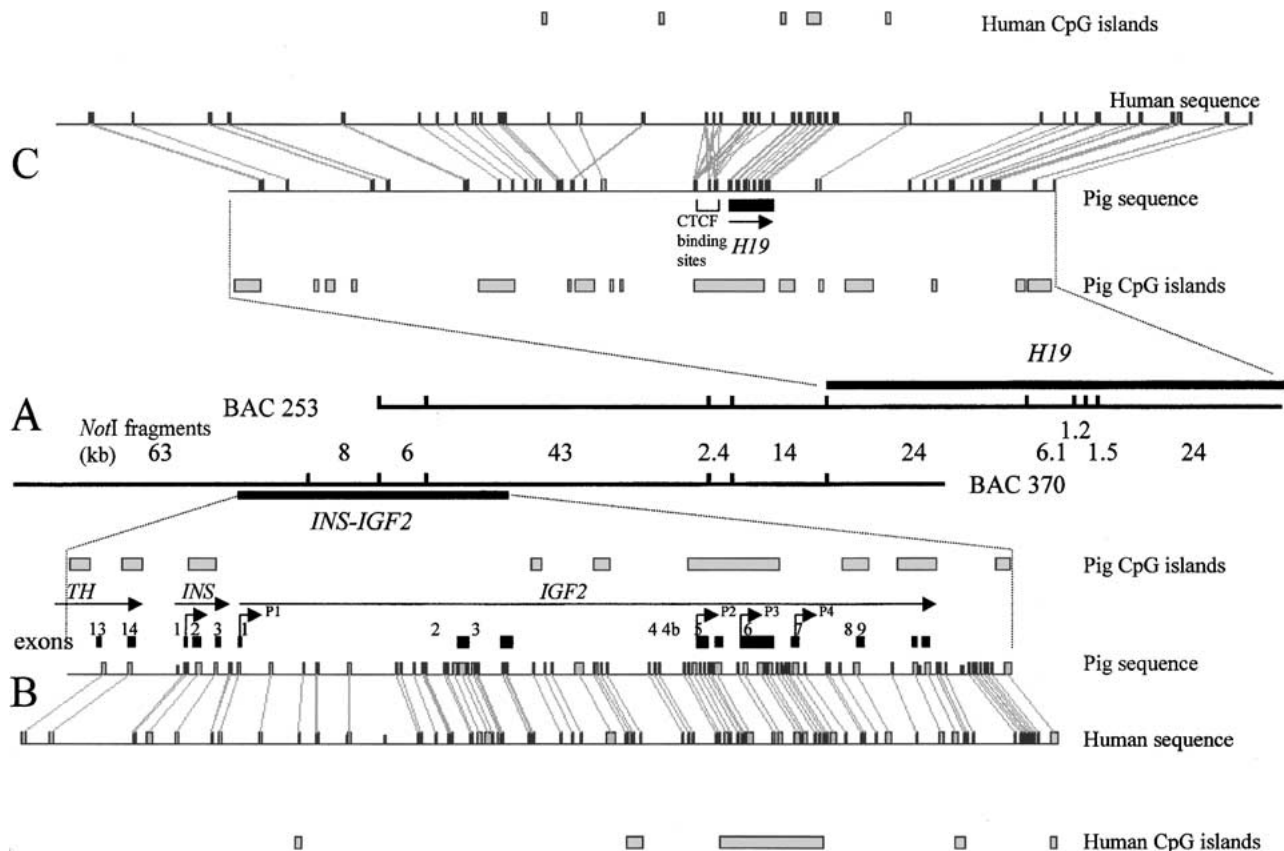 Human CpG islands
Human sequence
C
Pig sequence
CTCF
binding
sites
H19
Pig CpG islands
H19
BAC 253
A
NotI fragments
(kb)
63 8 6 43 2.4 14 24 6.1 1.2 1.5 24
BAC 370
INS-IGF2
Pig CpG islands
TH INS IGF2
P1 P2 P3 P4
exons
13 14 1 2 3 1 2 3 4 4b 5 6 7 8 9
Pig sequence
B
Human sequence
Human CpG islands